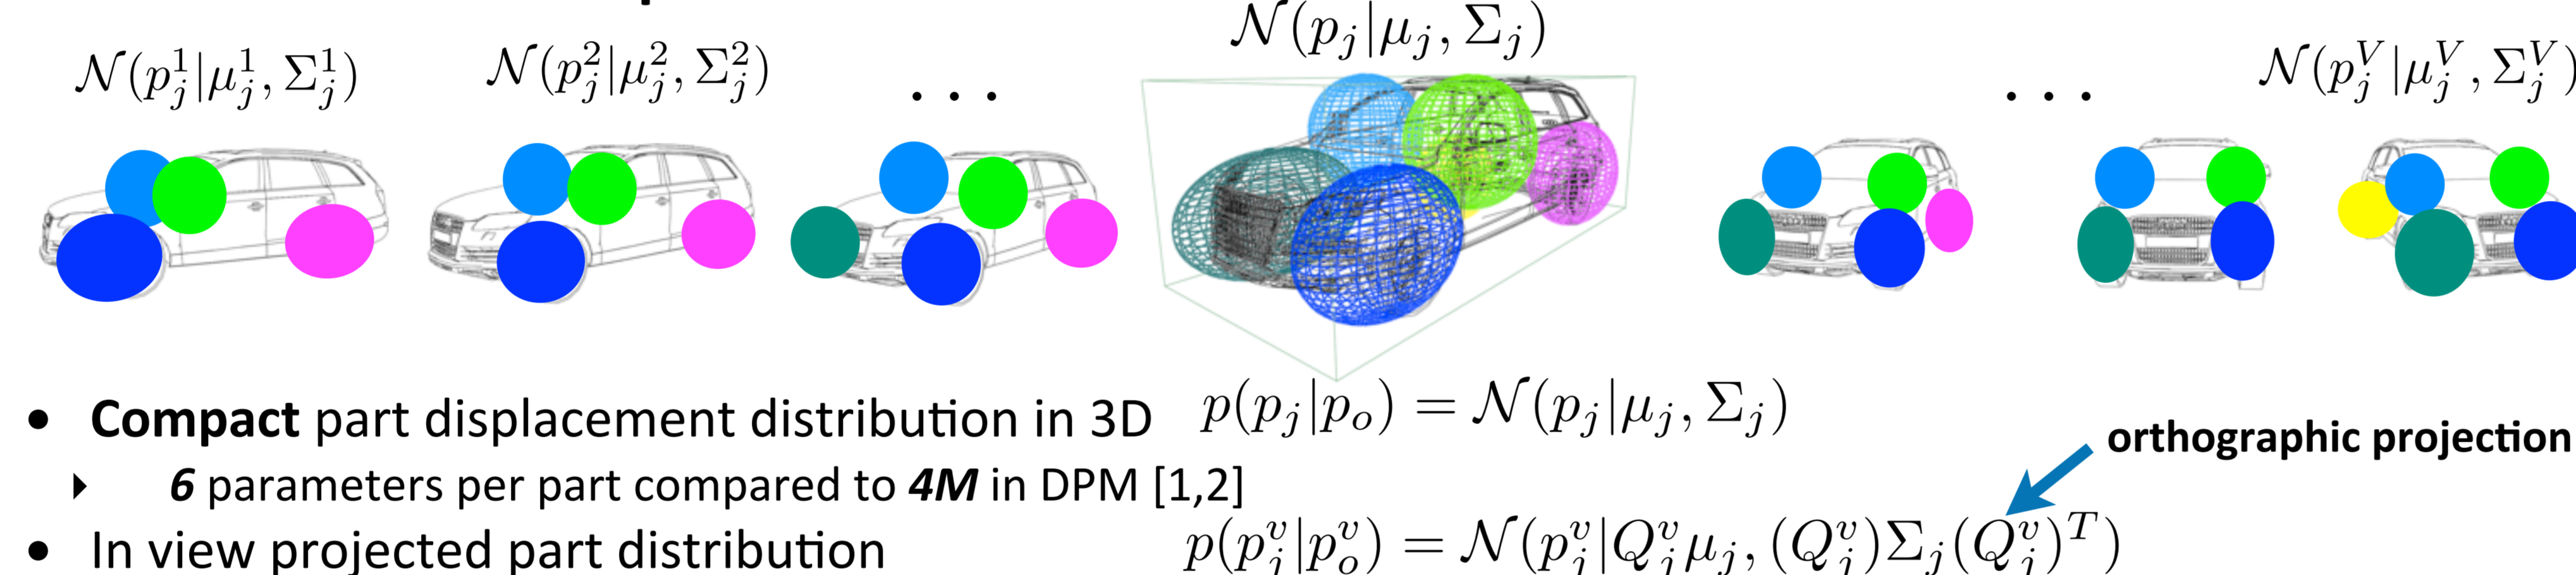 𝒩(p_j|μ_j, Σ_j)
𝒩(p_j^1|μ_j^1, Σ_j^1) 𝒩(p_j^2|μ_j^2, Σ_j^2) . . . . . . 𝒩(p_j^V|μ_j^V, Σ_j^V)
• Compact part displacement distribution in 3D p(p_j|p_o) = 𝒩(p_j|μ_j, Σ_j)
orthographic projection
‣ 6 parameters per part compared to 4M in DPM [1,2]
• In view projected part distribution p(p_j^v|p_o^v) = 𝒩(p_j^v|Q_j^v μ_j, (Q_j^v)Σ_j(Q_j^v)^T)